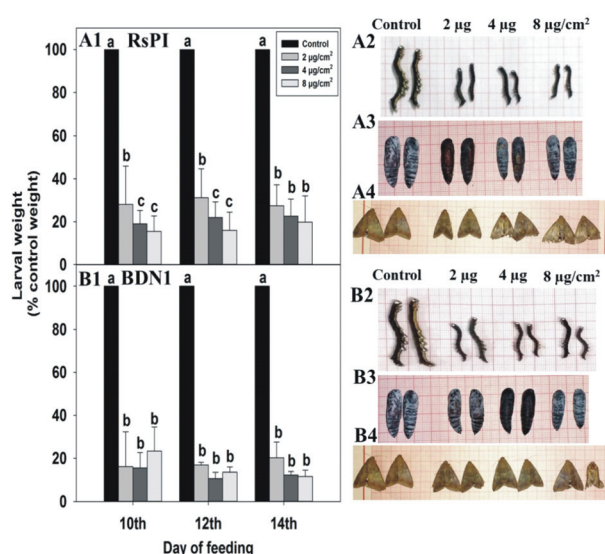 A1 RsPI
Control
2 µg/cm²
4 µg/cm²
8 µg/cm²
100
80
60
40
20
0
a
b
c
c
a
b
c
c
a
b
b
b
B1 BDN1
100
80
60
40
20
0
a
b
b
b
a
b
b
b
a
b
b
b
10th 12th 14th
Day of feeding
Larval weight
(% control weight)
Control 2 µg 4 µg 8 µg/cm²
A2
A3
A4
Control 2 µg 4 µg 8 µg/cm²
B2
B3
B4